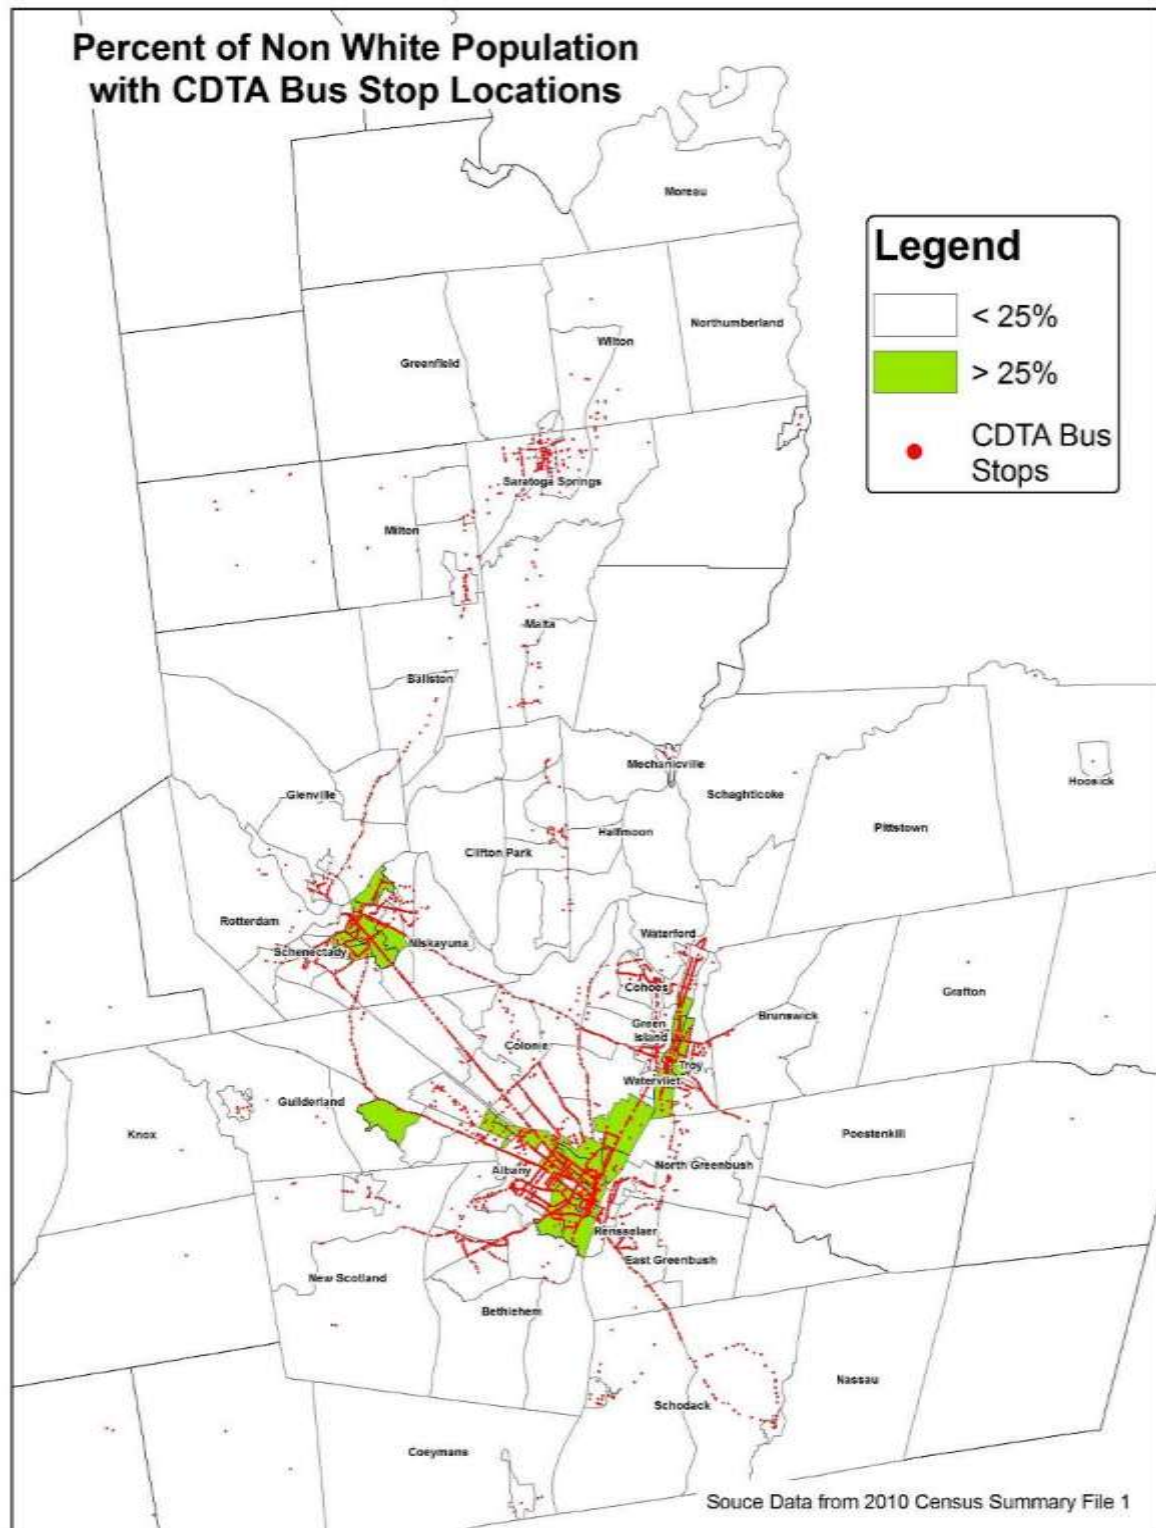 Percent of Non White Population
with CDTA Bus Stop Locations
Moreau
Legend
< 25%
> 25%
CDTA Bus
Stops
Northumberland
Wilton
Greenfield
Saratoga Springs
Milton
Malta
Ballston
Mechanicville
Hoosick
Glenville
Schaghticoke
Pittstown
Halfmoon
Clifton Park
Rotterdam
Waterford
Niskayuna
Schenectady
Cohoes
Grafton
Green
Island
Brunswick
Colonie
Troy
Watervliet
Guilderland
Knox
Poestenkill
North Greenbush
Albany
Rensselaer
East Greenbush
New Scotland
Bethlehem
Nassau
Schodack
Coeymans
Souce Data from 2010 Census Summary File 1